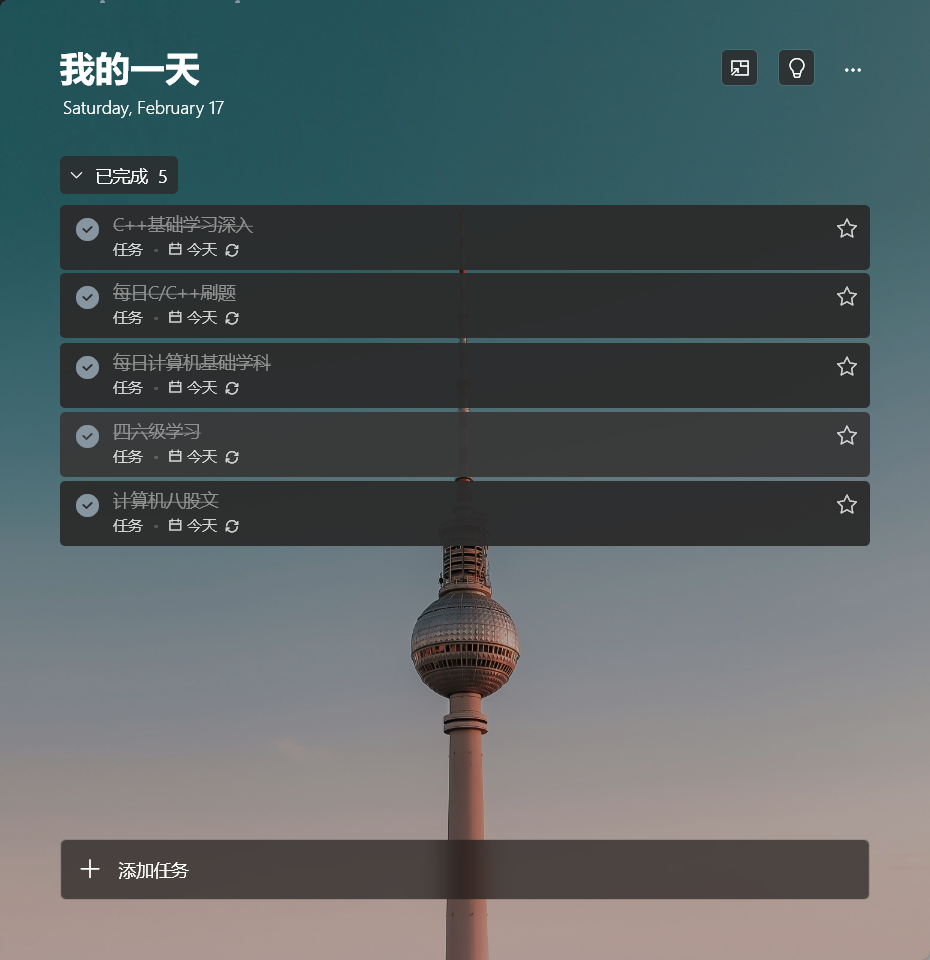 我的一天
Saturday, February 17
已完成 5
C++基础学习深入
任务 • 今天
每日C/C++刷题
任务 • 今天
每日计算机基础学科
任务 • 今天
四六级学习
任务 • 今天
计算机八股文
任务 • 今天
添加任务